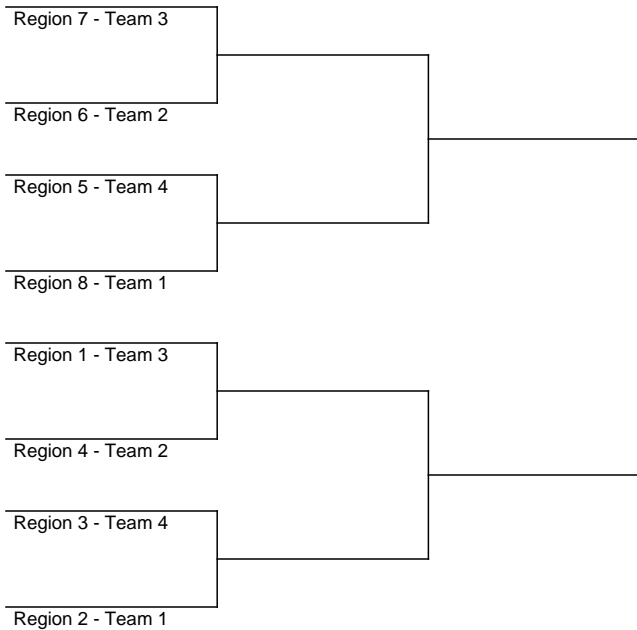 Region 7 - Team 3
Region 6 - Team 2
Region 5 - Team 4
Region 8 - Team 1
Region 1 - Team 3
Region 4 - Team 2
Region 3 - Team 4
Region 2 - Team 1